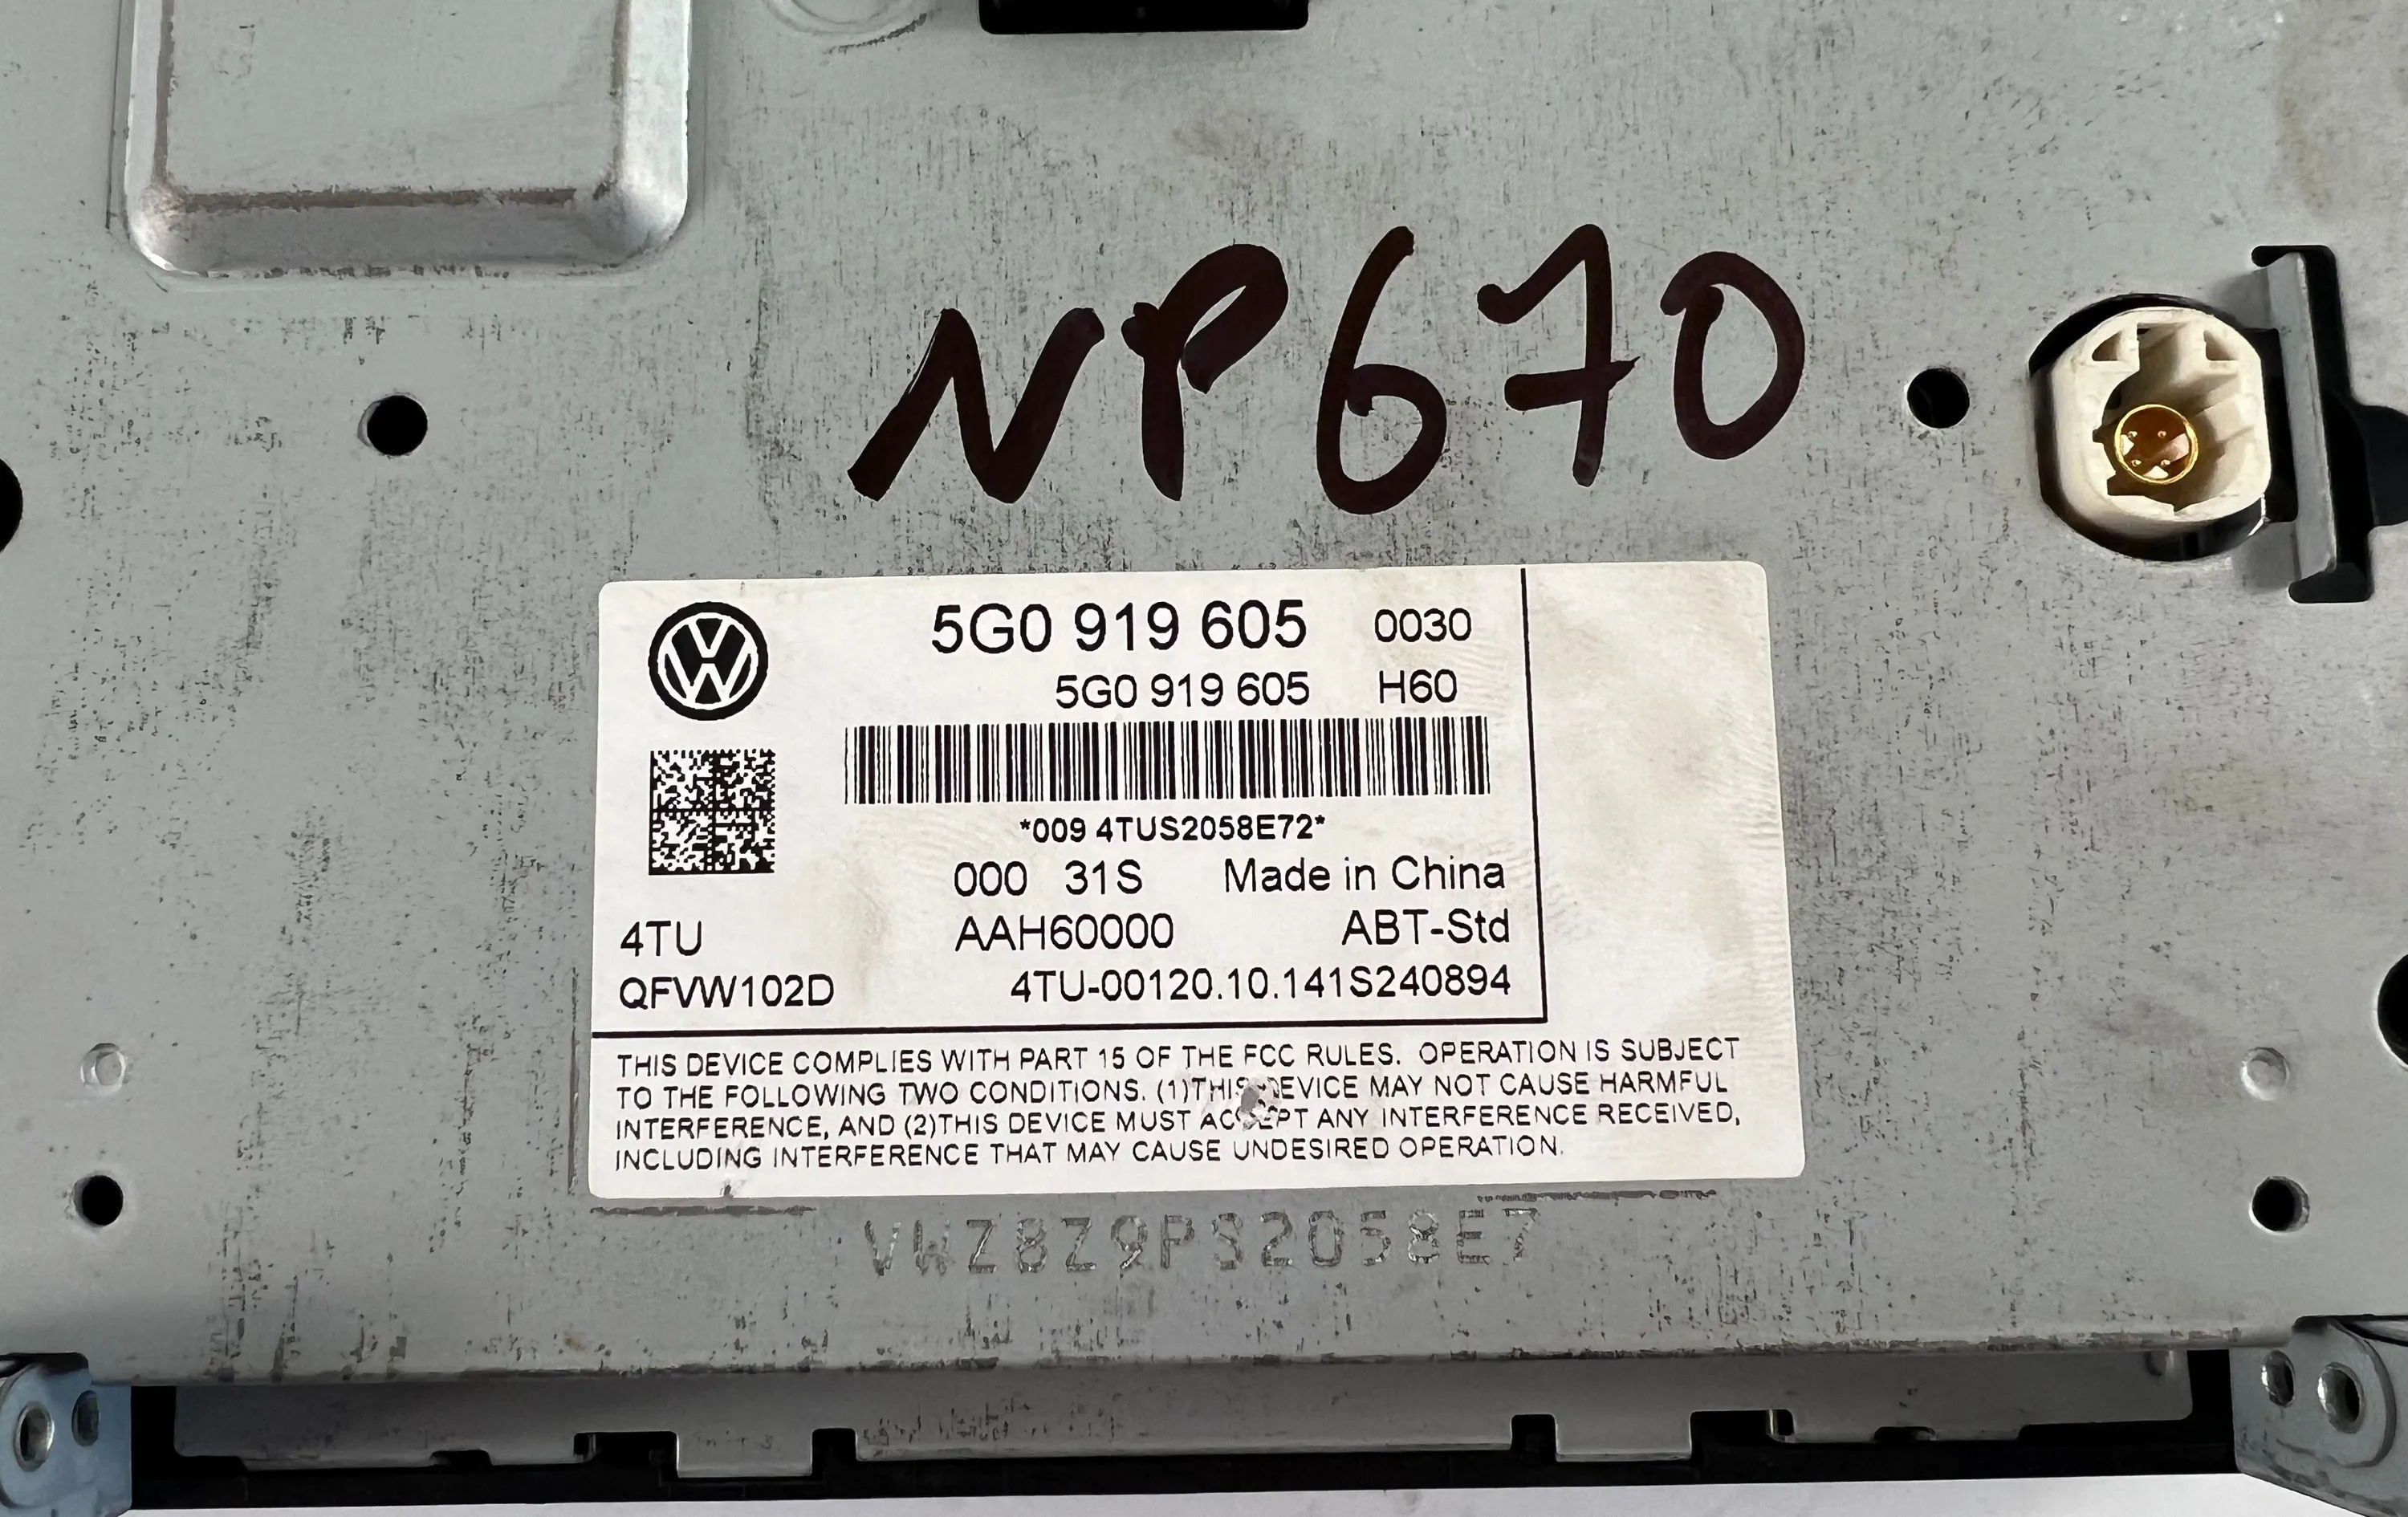 NP670
5G0 919 605 0030
5G0 919 605 H60
*009 4TUS2058E72*
000 31S Made in China
4TU AAH60000 ABT-Std
QFVW102D 4TU-00120.10.141S240894
THIS DEVICE COMPLIES WITH PART 15 OF THE FCC RULES. OPERATION IS SUBJECT
TO THE FOLLOWING TWO CONDITIONS. (1)THIS DEVICE MAY NOT CAUSE HARMFUL
INTERFERENCE, AND (2)THIS DEVICE MUST ACCEPT ANY INTERFERENCE RECEIVED,
INCLUDING INTERFERENCE THAT MAY CAUSE UNDESIRED OPERATION.
VWZ8Z9PS2058E7